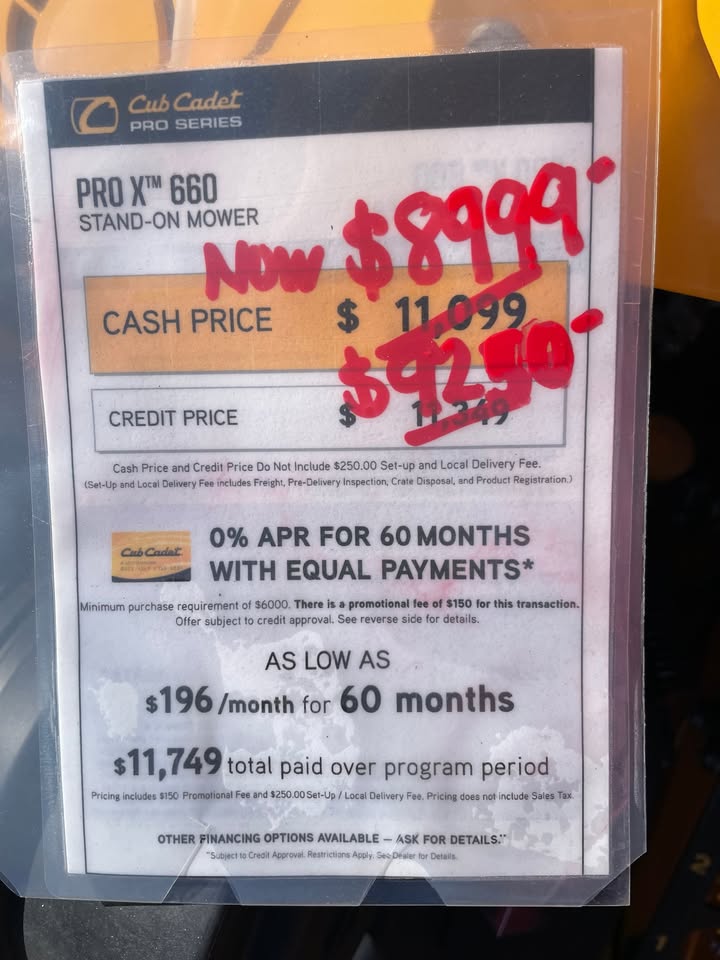 Cub Cadet
PRO SERIES
PRO X™ 660
STAND-ON MOWER
NOW $8999-
CASH PRICE $ 11,099
$9250-
CREDIT PRICE $ 11,349
Cash Price and Credit Price Do Not Include $250.00 Set-up and Local Delivery Fee.
(Set-Up and Local Delivery Fee includes Freight, Pre-Delivery Inspection, Crate Disposal, and Product Registration.)
Cub Cadet
0% APR FOR 60 MONTHS
WITH EQUAL PAYMENTS*
Minimum purchase requirement of $6000. There is a promotional fee of $150 for this transaction.
Offer subject to credit approval. See reverse side for details.
AS LOW AS
$196/month for 60 months
$11,749 total paid over program period
Pricing includes $150 Promotional Fee and $250.00 Set-Up / Local Delivery Fee. Pricing does not include Sales Tax.
OTHER FINANCING OPTIONS AVAILABLE – ASK FOR DETAILS.**
**Subject to Credit Approval. Restrictions Apply. See Dealer for Details.
2
1